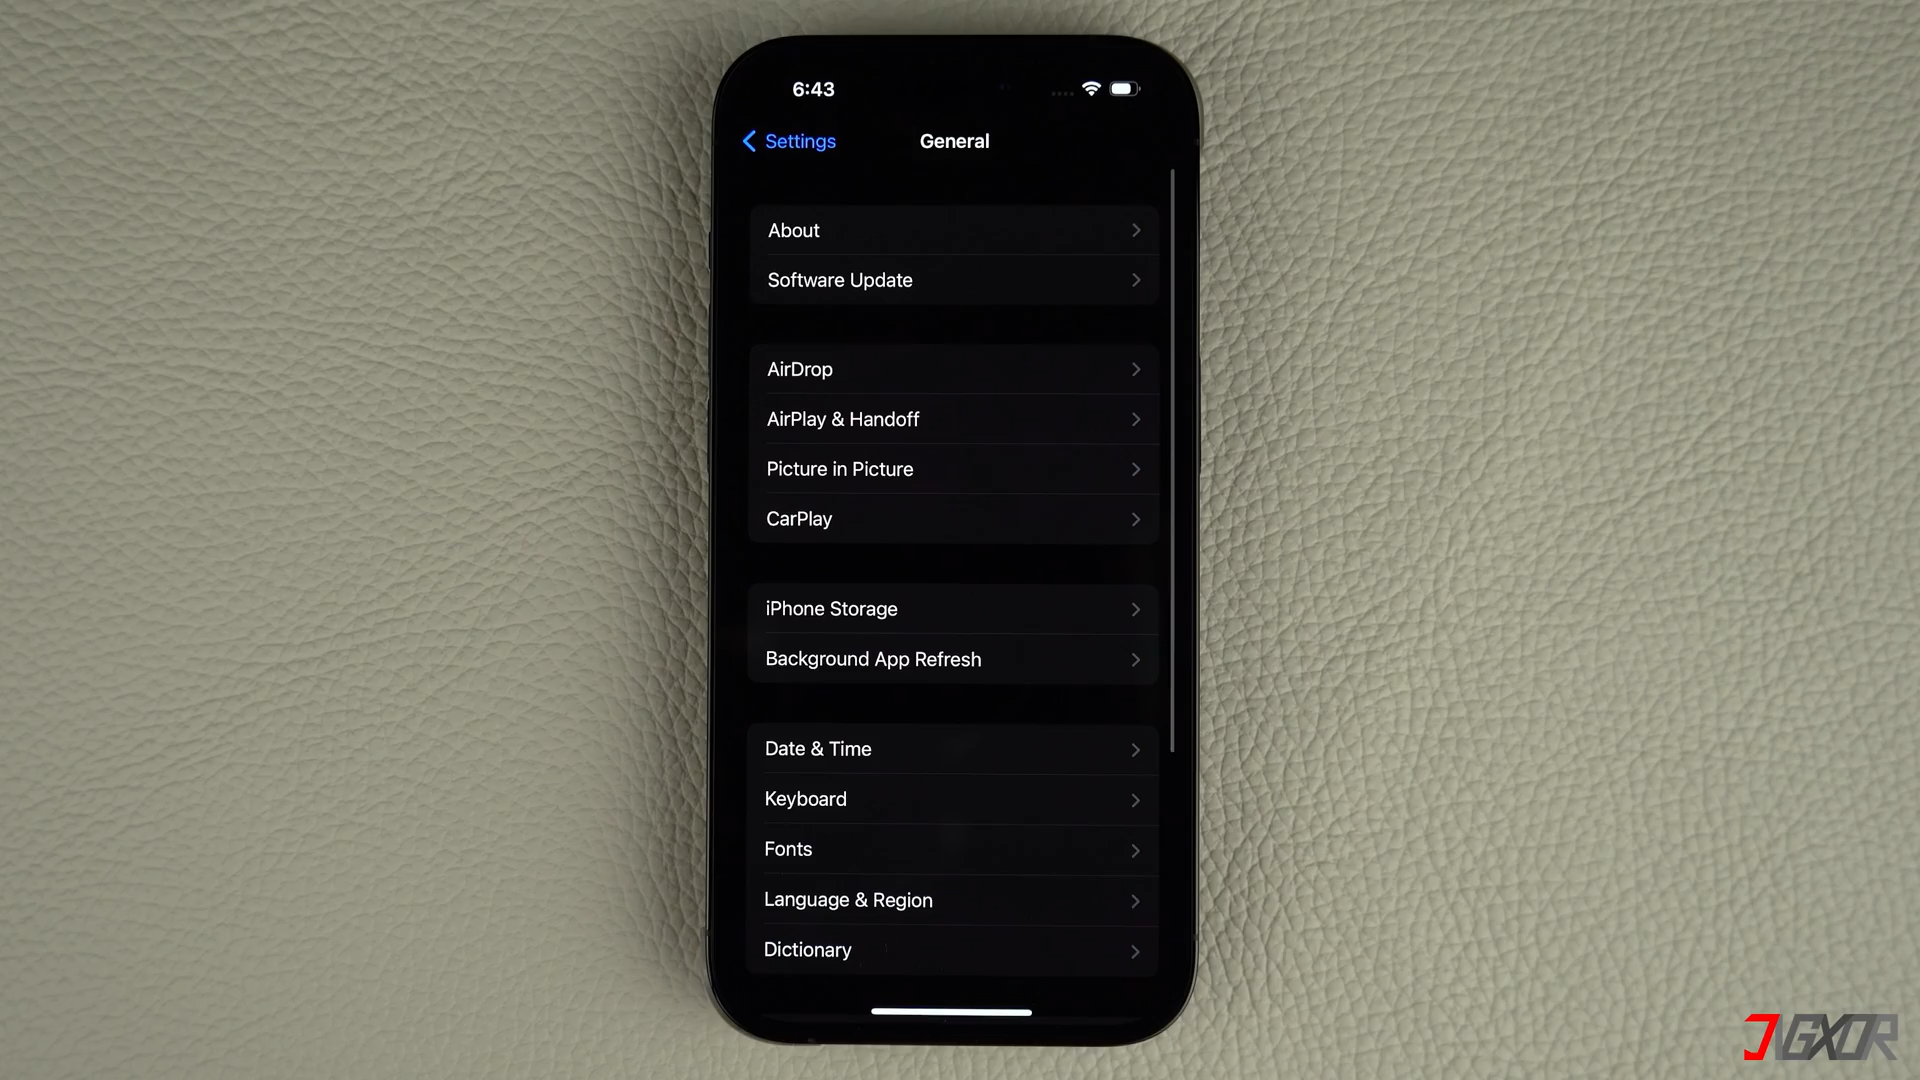 6:43
Settings
General
About
Software Update
AirDrop
AirPlay & Handoff
Picture in Picture
CarPlay
iPhone Storage
Background App Refresh
Date & Time
Keyboard
Fonts
Language & Region
Dictionary
JIGXOR